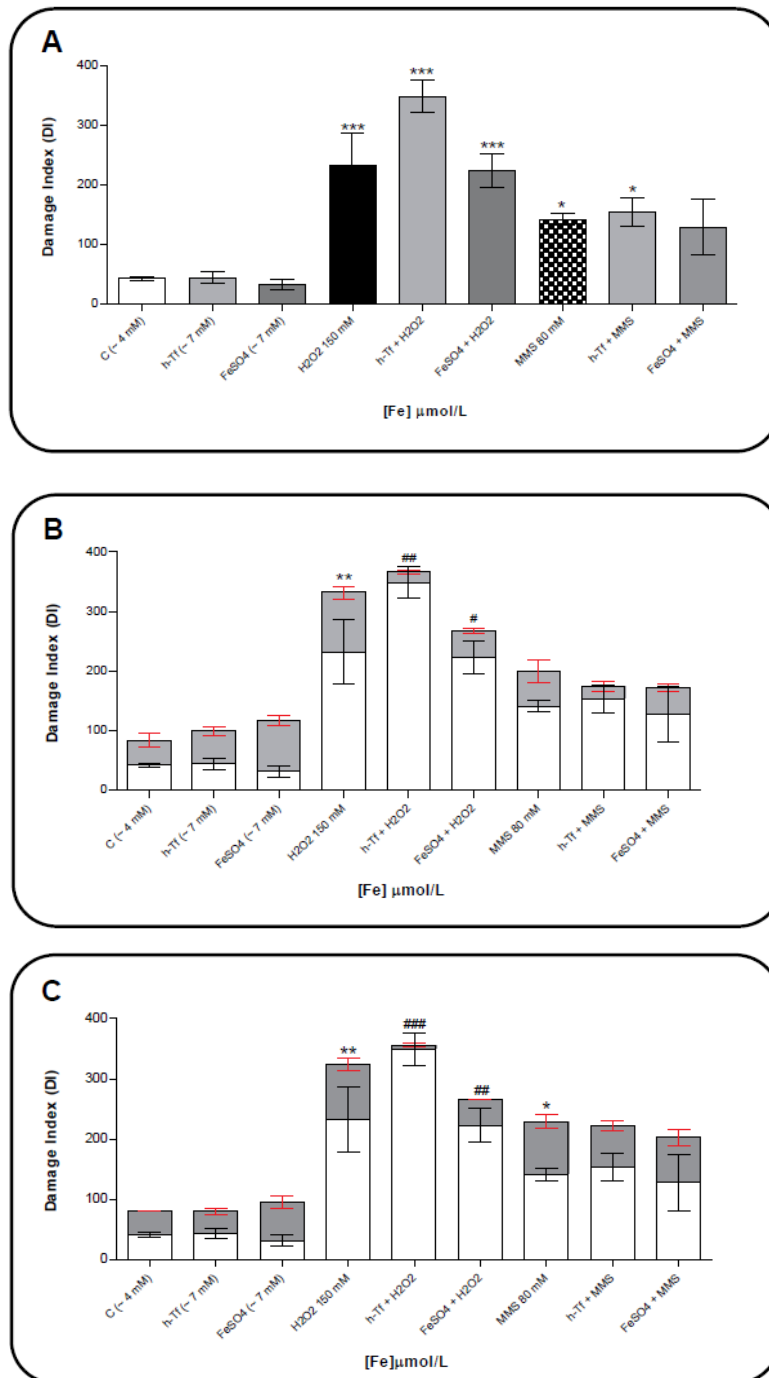 A
Damage Index (DI)
400
300
200
100
0
***
***
***
*
*
C (~ 4 mM)
h-Tf (~ 7 mM)
FeSO4 (~ 7 mM)
H2O2 150 mM
h-Tf + H2O2
FeSO4 + H2O2
MMS 80 mM
h-Tf + MMS
FeSO4 + MMS
[Fe] µmol/L
B
Damage Index (DI)
400
300
200
100
0
**
##
#
C (~ 4 mM)
h-Tf (~ 7 mM)
FeSO4 (~ 7 mM)
H2O2 150 mM
h-Tf + H2O2
FeSO4 + H2O2
MMS 80 mM
h-Tf + MMS
FeSO4 + MMS
[Fe] µmol/L
C
Damage Index (DI)
400
300
200
100
0
**
###
##
*
C (~ 4 mM)
h-Tf (~ 7 mM)
FeSO4 (~ 7 mM)
H2O2 150 mM
h-Tf + H2O2
FeSO4 + H2O2
MMS 80 mM
h-Tf + MMS
FeSO4 + MMS
[Fe]µmol/L